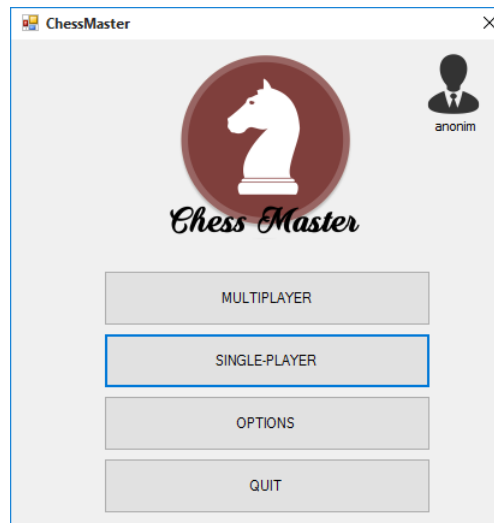 ChessMaster
anonim
Chess Master
MULTIPLAYER
SINGLE-PLAYER
OPTIONS
QUIT